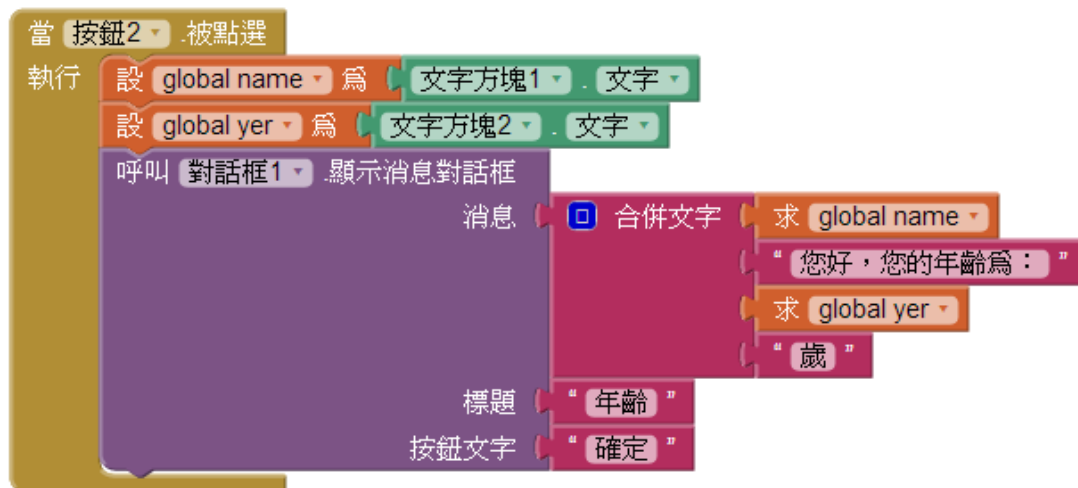 當 按鈕2 .被點選
執行 設 global name 爲 文字方塊1 . 文字
設 global yer 爲 文字方塊2 . 文字
呼叫 對話框1 .顯示消息對話框
消息 合併文字 求 global name
" 您好，您的年齡爲： "
求 global yer
" 歲 "
標題 " 年齡 "
按鈕文字 " 確定 "